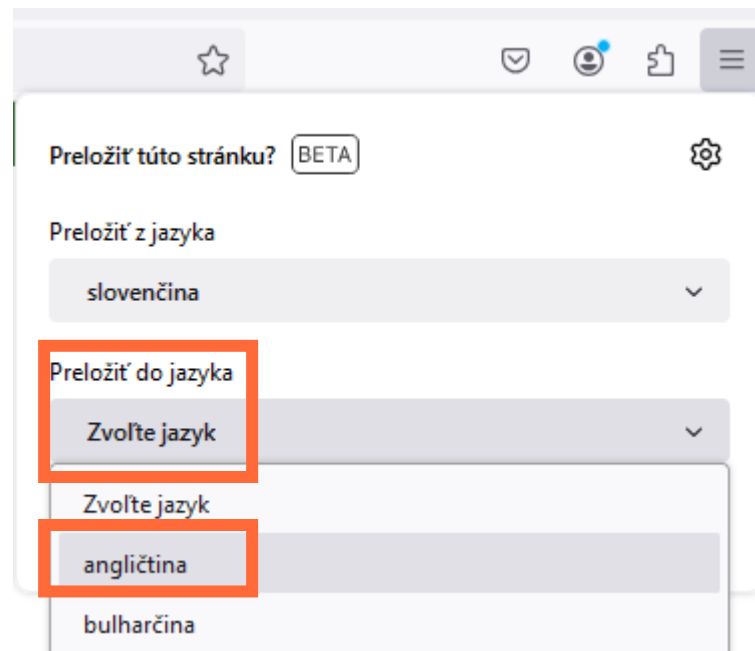 Preložiť túto stránku? BETA
Preložiť z jazyka
slovenčina
Preložiť do jazyka
Zvoľte jazyk
Zvoľte jazyk
angličtina
bulharčina